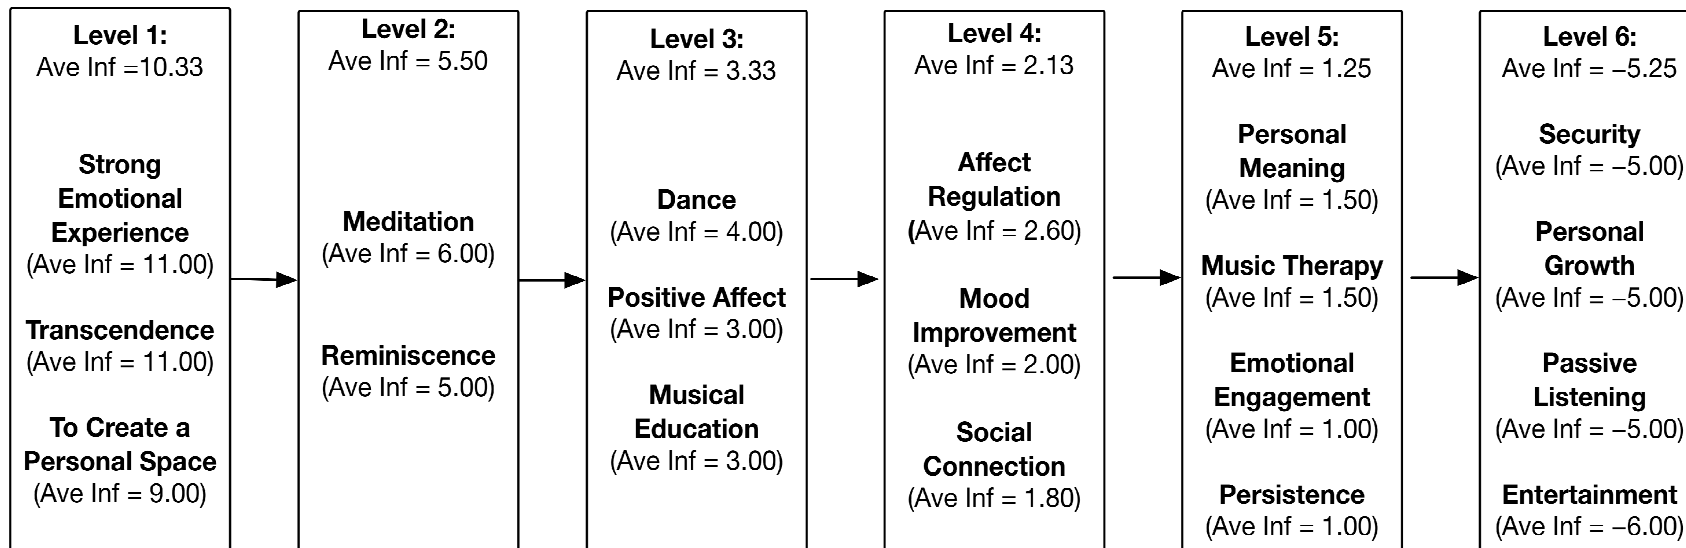 Level 1:
Ave Inf =10.33
Strong
Emotional
Experience
(Ave Inf = 11.00)
Transcendence
(Ave Inf = 11.00)
To Create a
Personal Space
(Ave Inf = 9.00)
Level 2:
Ave Inf = 5.50
Meditation
(Ave Inf = 6.00)
Reminiscence
(Ave Inf = 5.00)
Level 3:
Ave Inf = 3.33
Dance
(Ave Inf = 4.00)
Positive Affect
(Ave Inf = 3.00)
Musical
Education
(Ave Inf = 3.00)
Level 4:
Ave Inf = 2.13
Affect
Regulation
(Ave Inf = 2.60)
Mood
Improvement
(Ave Inf = 2.00)
Social
Connection
(Ave Inf = 1.80)
Level 5:
Ave Inf = 1.25
Personal
Meaning
(Ave Inf = 1.50)
Music Therapy
(Ave Inf = 1.50)
Emotional
Engagement
(Ave Inf = 1.00)
Persistence
(Ave Inf = 1.00)
Level 6:
Ave Inf = −5.25
Security
(Ave Inf = −5.00)
Personal
Growth
(Ave Inf = −5.00)
Passive
Listening
(Ave Inf = −5.00)
Entertainment
(Ave Inf = −6.00)